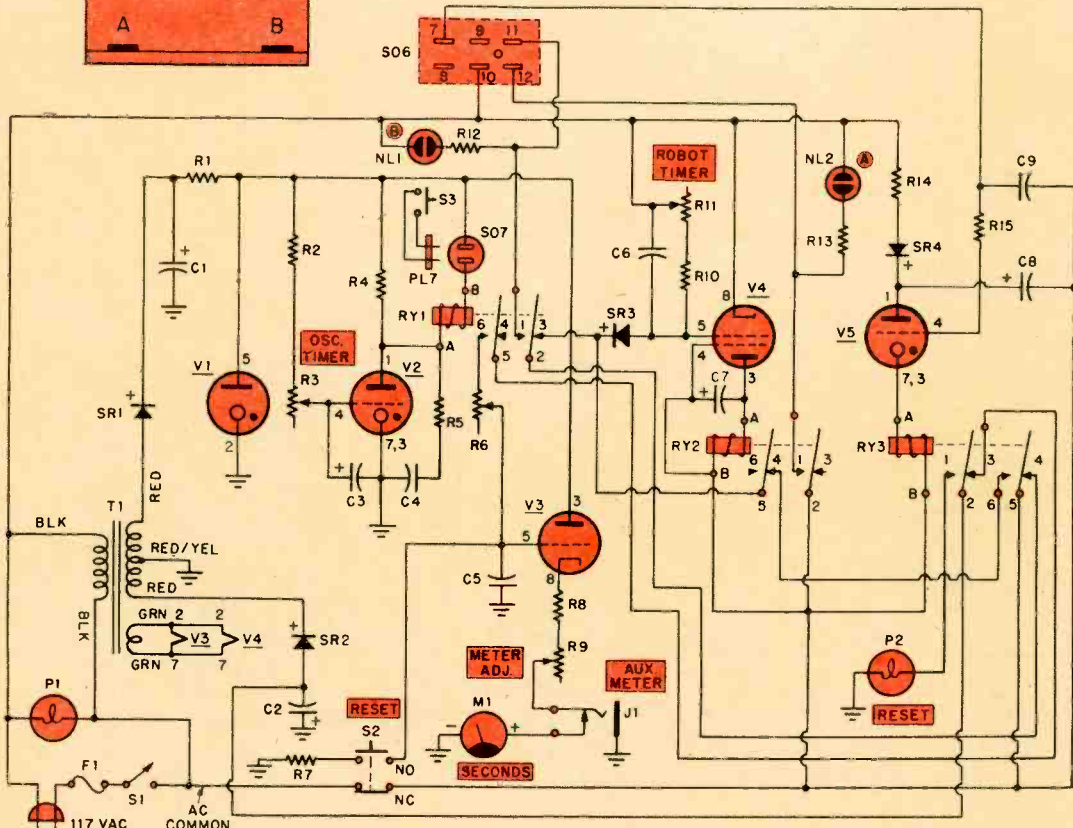 A B
SO6
7 9 11
8 10 12
B
NL1
R12
ROBOT
TIMER
NL2
A
R14
C9
R1
S3
SO7
PL7
R11
C6
R10
R13
R15
SR4
C8
C1
R2
R4
B
RY1
A
6 4
5
1 3
2
SR3
V4
8
5
4
3
C7
V5
1
4
7,3
OSC.
TIMER
V1
5
2
R3
V2
1
4
7,3
R5
R6
SR1
C3
C4
A
RY2
B
6 4
5
1 3
2
A
RY3
B
1 3
2
6 4
5
RED
T1
BLK
RED/YEL
RED
BLK
GRN 2 2
V3 V4
GRN 7 7
SR2
V3
3
5
8
C5
R8
R9
METER
ADJ.
AUX
METER
P2
RESET
P1
C2
RESET
S2
M1
- +
J1
R7
NO
SECONDS
F1
S1
NC
AC
COMMON
117 VAC